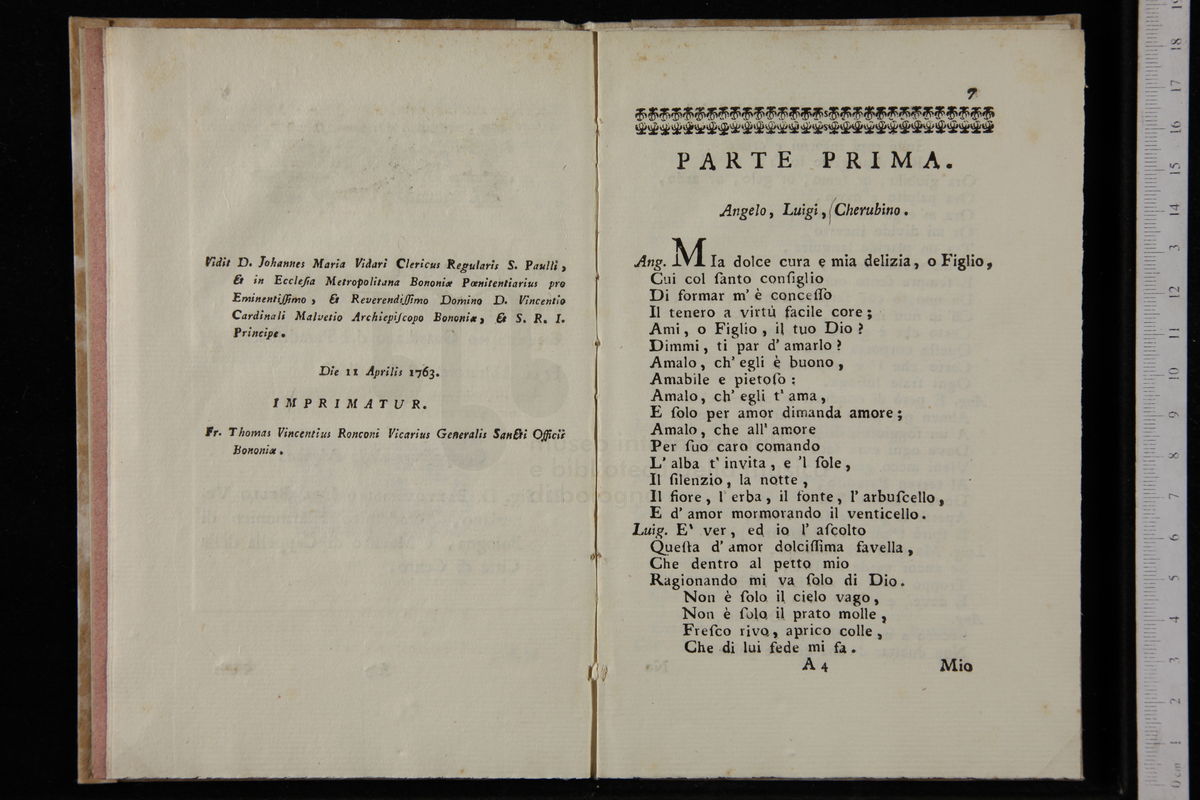 Vidit D. Johannes Maria Vidari Clericus Regularis S. Paulli,
& in Ecclesia Metropolitana Bononiæ Pœnitentiarius pro
Eminentiſſimo, & Reverendiſſimo Domino D. Vincentio
Cardinali Malvetio Archiepiſcopo Bononiæ, & S. R. I.
Principe.
Die 11 Aprilis 1763.
IMPRIMATUR.
Fr. Thomas Vincentius Ronconi Vicarius Generalis Sancti Officii
Bononiæ.
7
PARTE PRIMA.
Angelo, Luigi, Cherubino.
Ang. MIa dolce cura e mia delizia, o Figlio,
Cui col ſanto conſiglio
Di formar m' è conceſſo
Il tenero a virtù facile core;
Ami, o Figlio, il tuo Dio?
Dimmi, ti par d' amarlo?
Amalo, ch' egli è buono,
Amabile e pietoſo:
Amalo, ch' egli t' ama,
E ſolo per amor dimanda amore;
Amalo, che all' amore
Per ſuo caro comando
L' alba t' invita, e 'l ſole,
Il ſilenzio, la notte,
Il fiore, l erba, il fonte, l' arbuſcello,
E d' amor mormorando il venticello.
Luig. E' ver, ed io l' aſcolto
Queſta d' amor dolciſſima favella,
Che dentro al petto mio
Ragionando mi va ſolo di Dio.
Non è ſolo il cielo vago,
Non è ſolo il prato molle,
Freſco rivo, aprico colle,
Che di lui fede mi fa.
A 4
Mio